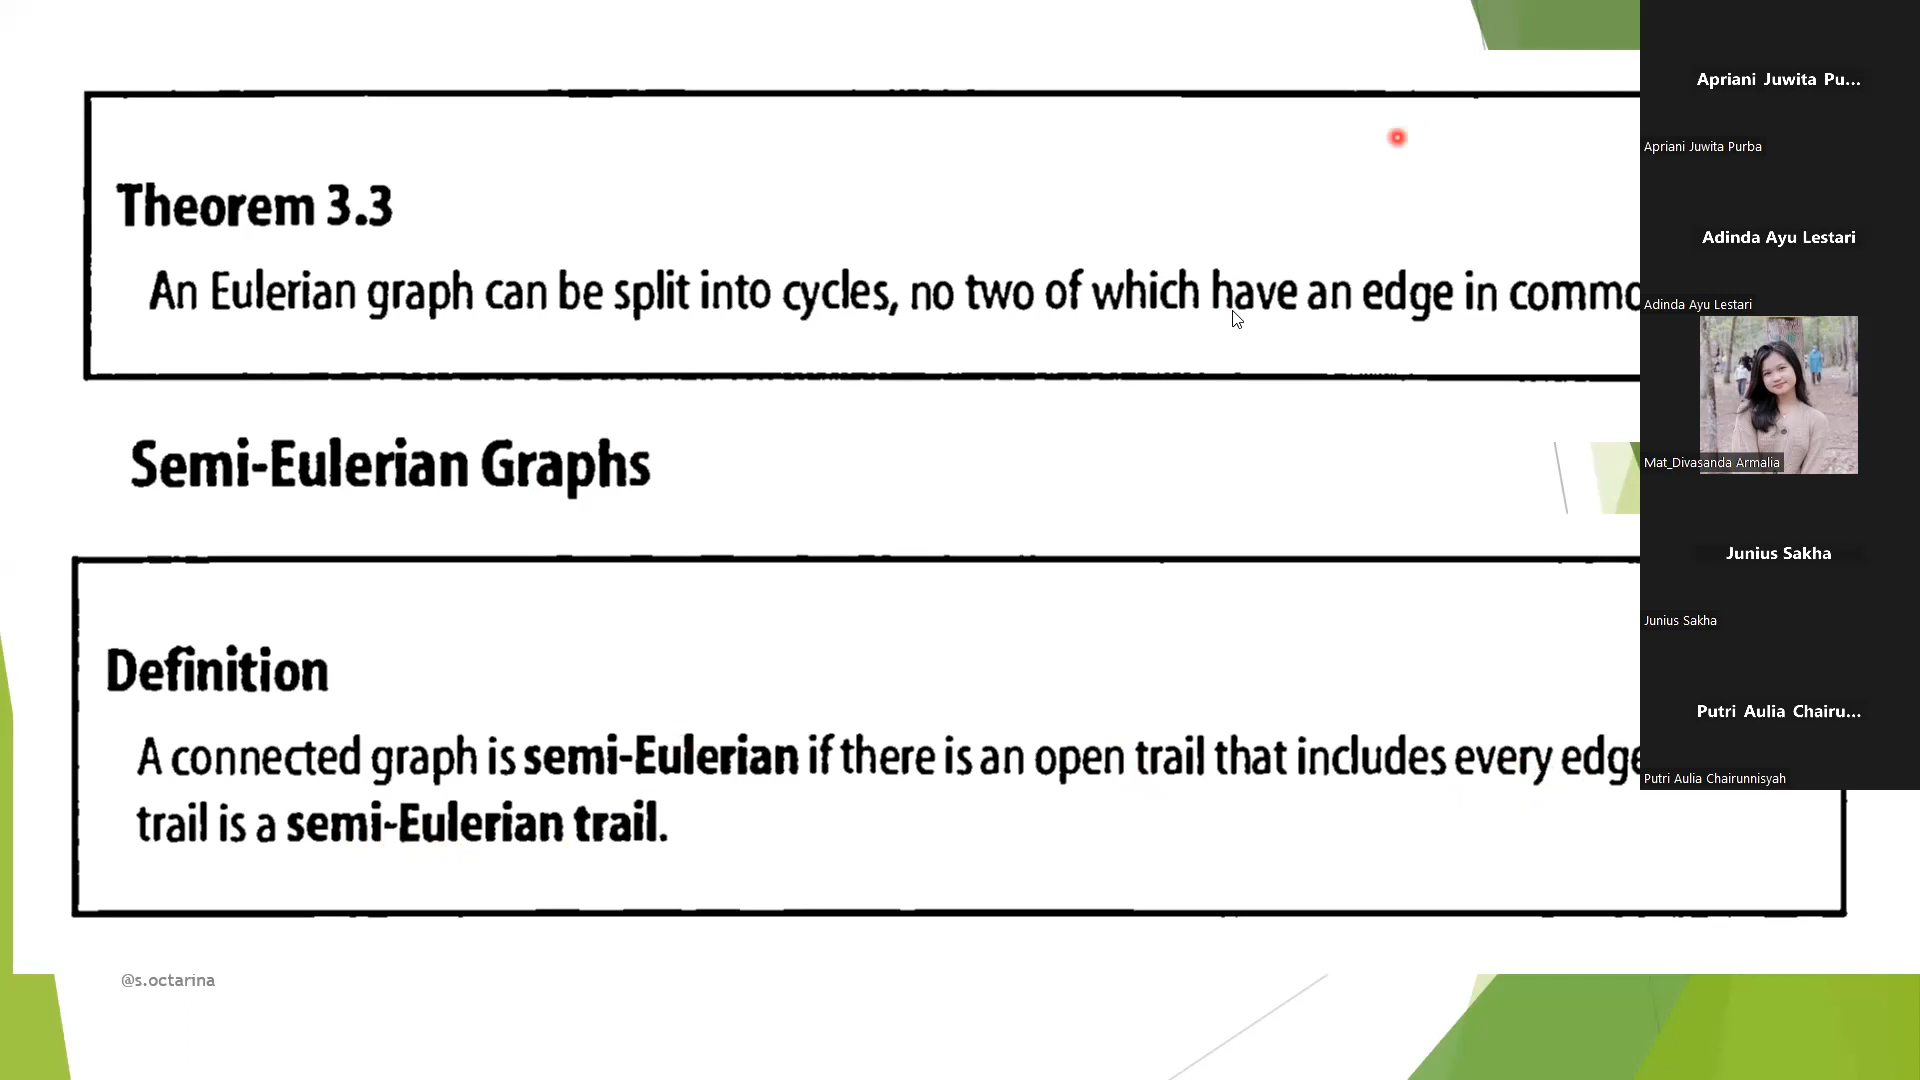 Theorem 3.3
An Eulerian graph can be split into cycles, no two of which have an edge in commo
Semi-Eulerian Graphs
Definition
A connected graph is semi-Eulerian if there is an open trail that includes every edge
trail is a semi-Eulerian trail.
@s.octarina
Apriani Juwita Pu...
Apriani Juwita Purba
Adinda Ayu Lestari
Adinda Ayu Lestari
Mat_Divasanda Armalia
Junius Sakha
Junius Sakha
Putri Aulia Chairu...
Putri Aulia Chairunnisyah